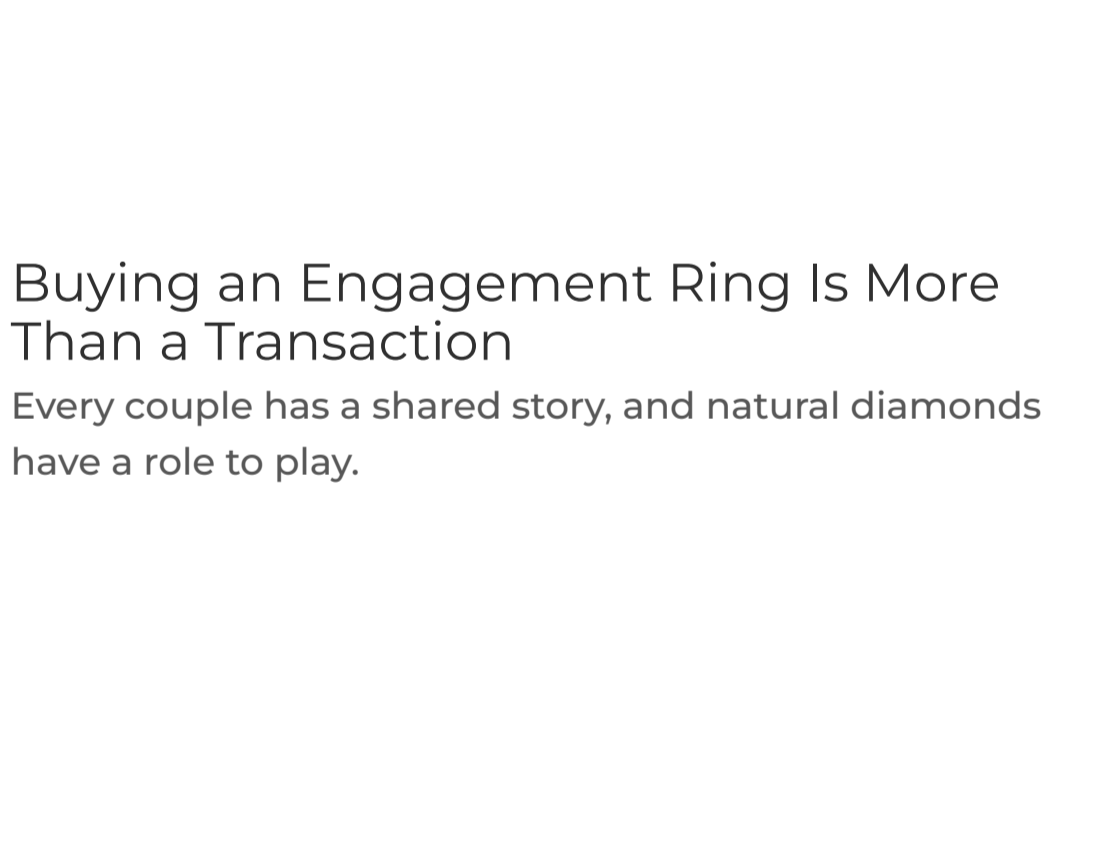 Buying an Engagement Ring Is More
Than a Transaction
Every couple has a shared story, and natural diamonds
have a role to play.